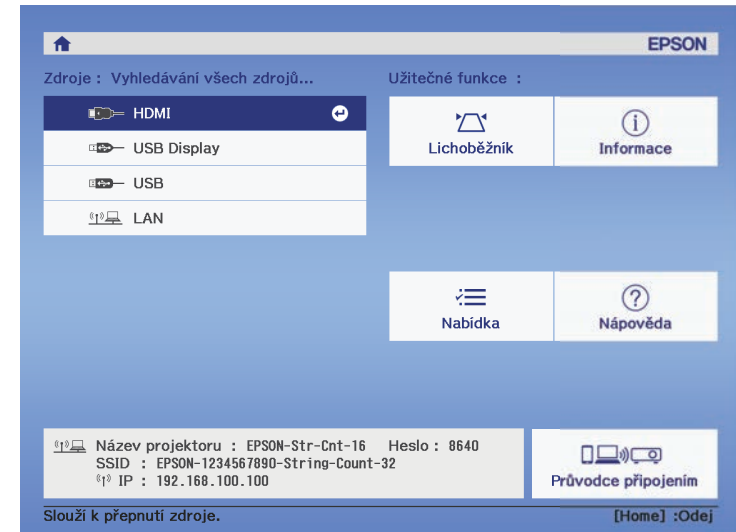 EPSON
Zdroje : Vyhledávání všech zdrojů...
Užitečné funkce :
HDMI
USB Display
USB
LAN
Lichoběžník
Informace
Nabídka
Nápověda
Název projektoru : EPSON-Str-Cnt-16 Heslo : 8640
SSID : EPSON-1234567890-String-Count-32
IP : 192.168.100.100
Průvodce připojením
Slouží k přepnutí zdroje.
[Home] :Odej